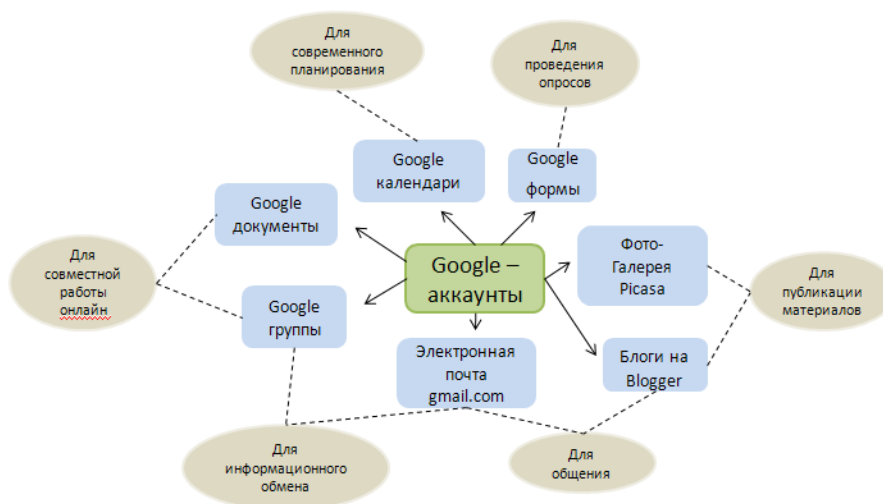 Для
современного
планирования
Для
проведения
опросов
Google
календари
Google
формы
Google
документы
Для
совместной
работы
онлайн
Google –
аккаунты
Фото-
Галерея
Picasa
Для
публикации
материалов
Google
группы
Электронная
почта
gmail.com
Блоги на
Blogger
Для
информационного
обмена
Для
общения